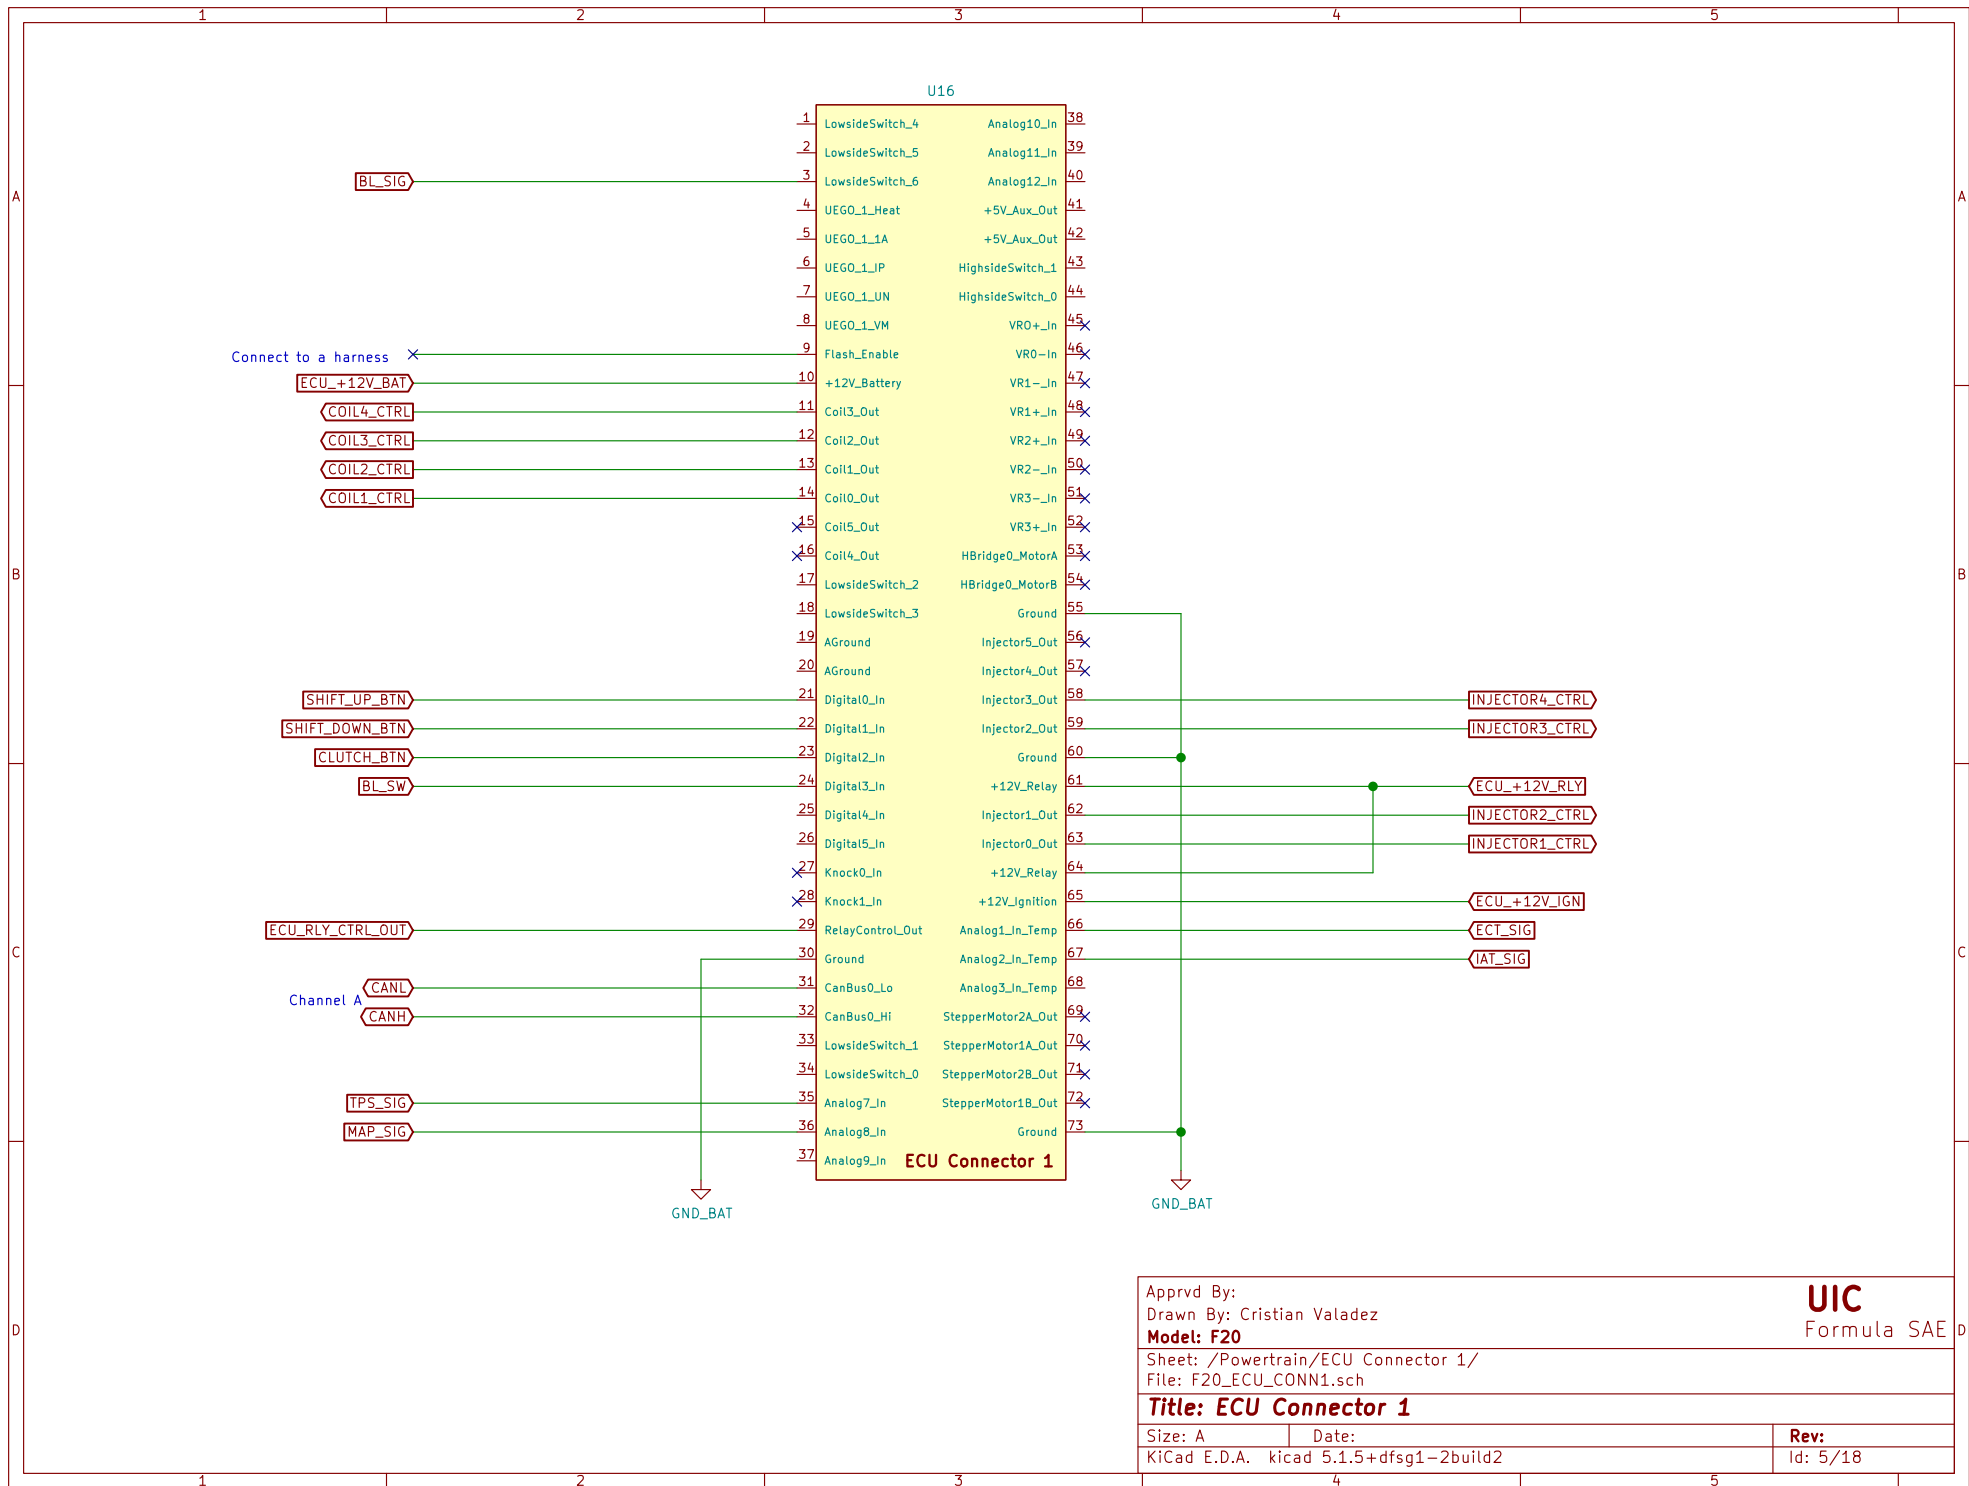 1 2 3 4 5
U16
1 LowsideSwitch_4 Analog10_In 38
2 LowsideSwitch_5 Analog11_In 39
BL_SIG 3 LowsideSwitch_6 Analog12_In 40
A A
4 UEGO_1_Heat +5V_Aux_Out 41
5 UEGO_1_1A +5V_Aux_Out 42
6 UEGO_1_IP HighsideSwitch_1 43
7 UEGO_1_UN HighsideSwitch_0 44
8 UEGO_1_VM VRO+_In 45
Connect to a harness 9 Flash_Enable VR0-In 46
ECU_+12V_BAT 10 +12V_Battery VR1-_In 47
COIL4_CTRL 11 Coil3_Out VR1+_In 48
COIL3_CTRL 12 Coil2_Out VR2+_In 49
COIL2_CTRL 13 Coil1_Out VR2-_In 50
COIL1_CTRL 14 Coil0_Out VR3-_In 51
15 Coil5_Out VR3+_In 52
16 Coil4_Out HBridge0_MotorA 53
B B
17 LowsideSwitch_2 HBridge0_MotorB 54
18 LowsideSwitch_3 Ground 55
19 AGround Injector5_Out 56
20 AGround Injector4_Out 57
SHIFT_UP_BTN 21 Digital0_In Injector3_Out 58 INJECTOR4_CTRL
SHIFT_DOWN_BTN 22 Digital1_In Injector2_Out 59 INJECTOR3_CTRL
CLUTCH_BTN 23 Digital2_In Ground 60
BL_SW 24 Digital3_In +12V_Relay 61 ECU_+12V_RLY
25 Digital4_In Injector1_Out 62 INJECTOR2_CTRL
26 Digital5_In Injector0_Out 63 INJECTOR1_CTRL
27 Knock0_In +12V_Relay 64
28 Knock1_In +12V_Ignition 65 ECU_+12V_IGN
ECU_RLY_CTRL_OUT 29 RelayControl_Out Analog1_In_Temp 66 ECT_SIG
C C
30 Ground Analog2_In_Temp 67 IAT_SIG
CANL 31 CanBus0_Lo Analog3_In_Temp 68
Channel A
CANH 32 CanBus0_Hi StepperMotor2A_Out 69
33 LowsideSwitch_1 StepperMotor1A_Out 70
34 LowsideSwitch_0 StepperMotor2B_Out 71
TPS_SIG 35 Analog7_In StepperMotor1B_Out 72
MAP_SIG 36 Analog8_In Ground 73
37 Analog9_In ECU Connector 1
GND_BAT GND_BAT
Apprvd By:
Drawn By: Cristian Valadez
Model: F20
UIC
Formula SAE
D D
Sheet: /Powertrain/ECU Connector 1/
File: F20_ECU_CONN1.sch
Title: ECU Connector 1
Size: A Date: Rev:
KiCad E.D.A. kicad 5.1.5+dfsg1-2build2 Id: 5/18
1 2 3 4 5